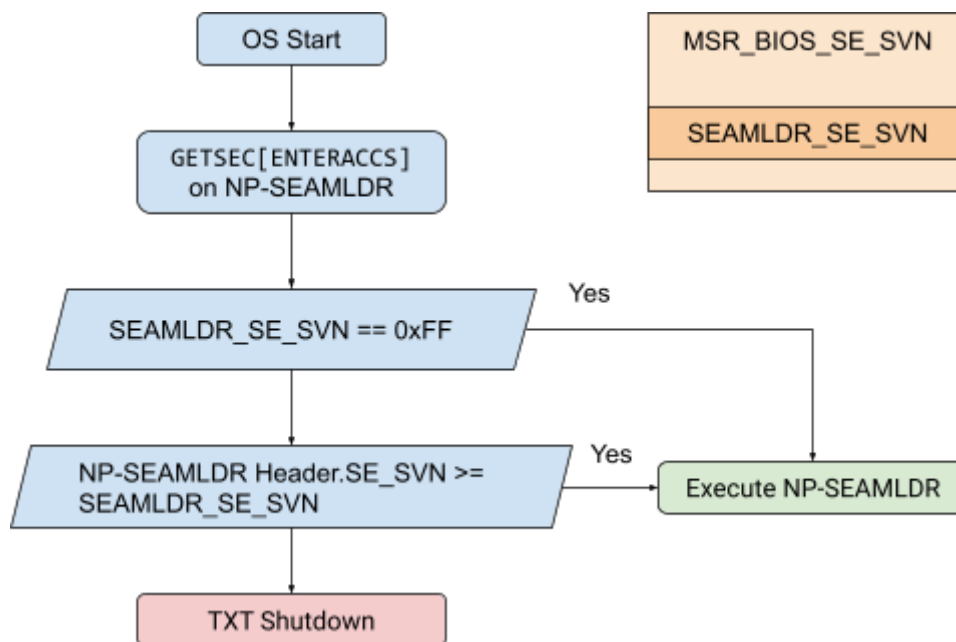 OS Start
MSR_BIOS_SE_SVN
SEAMLDR_SE_SVN
GETSEC[ENTERACCS]
on NP-SEAMLDR
Yes
SEAMLDR_SE_SVN == 0xFF
Yes
NP-SEAMLDR Header.SE_SVN >=
SEAMLDR_SE_SVN
Execute NP-SEAMLDR
TXT Shutdown